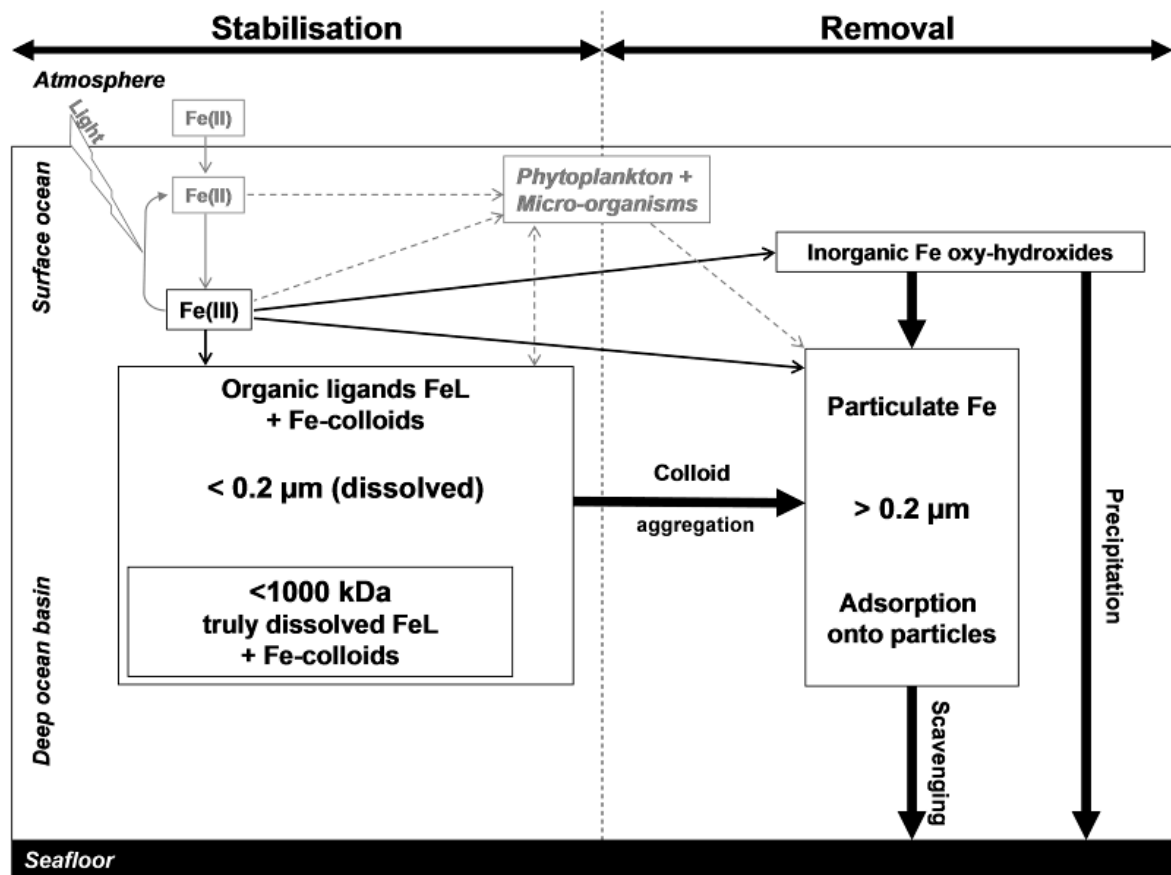 Stabilisation
Removal
Atmosphere
Light
Fe(II)
Surface ocean
Fe(II)
Phytoplankton +
Micro-organisms
Inorganic Fe oxy-hydroxides
Fe(III)
Organic ligands FeL
+ Fe-colloids
< 0.2 µm (dissolved)
<1000 kDa
truly dissolved FeL
+ Fe-colloids
Colloid
aggregation
Particulate Fe
> 0.2 µm
Adsorption
onto particles
Precipitation
Scavenging
Deep ocean basin
Seafloor